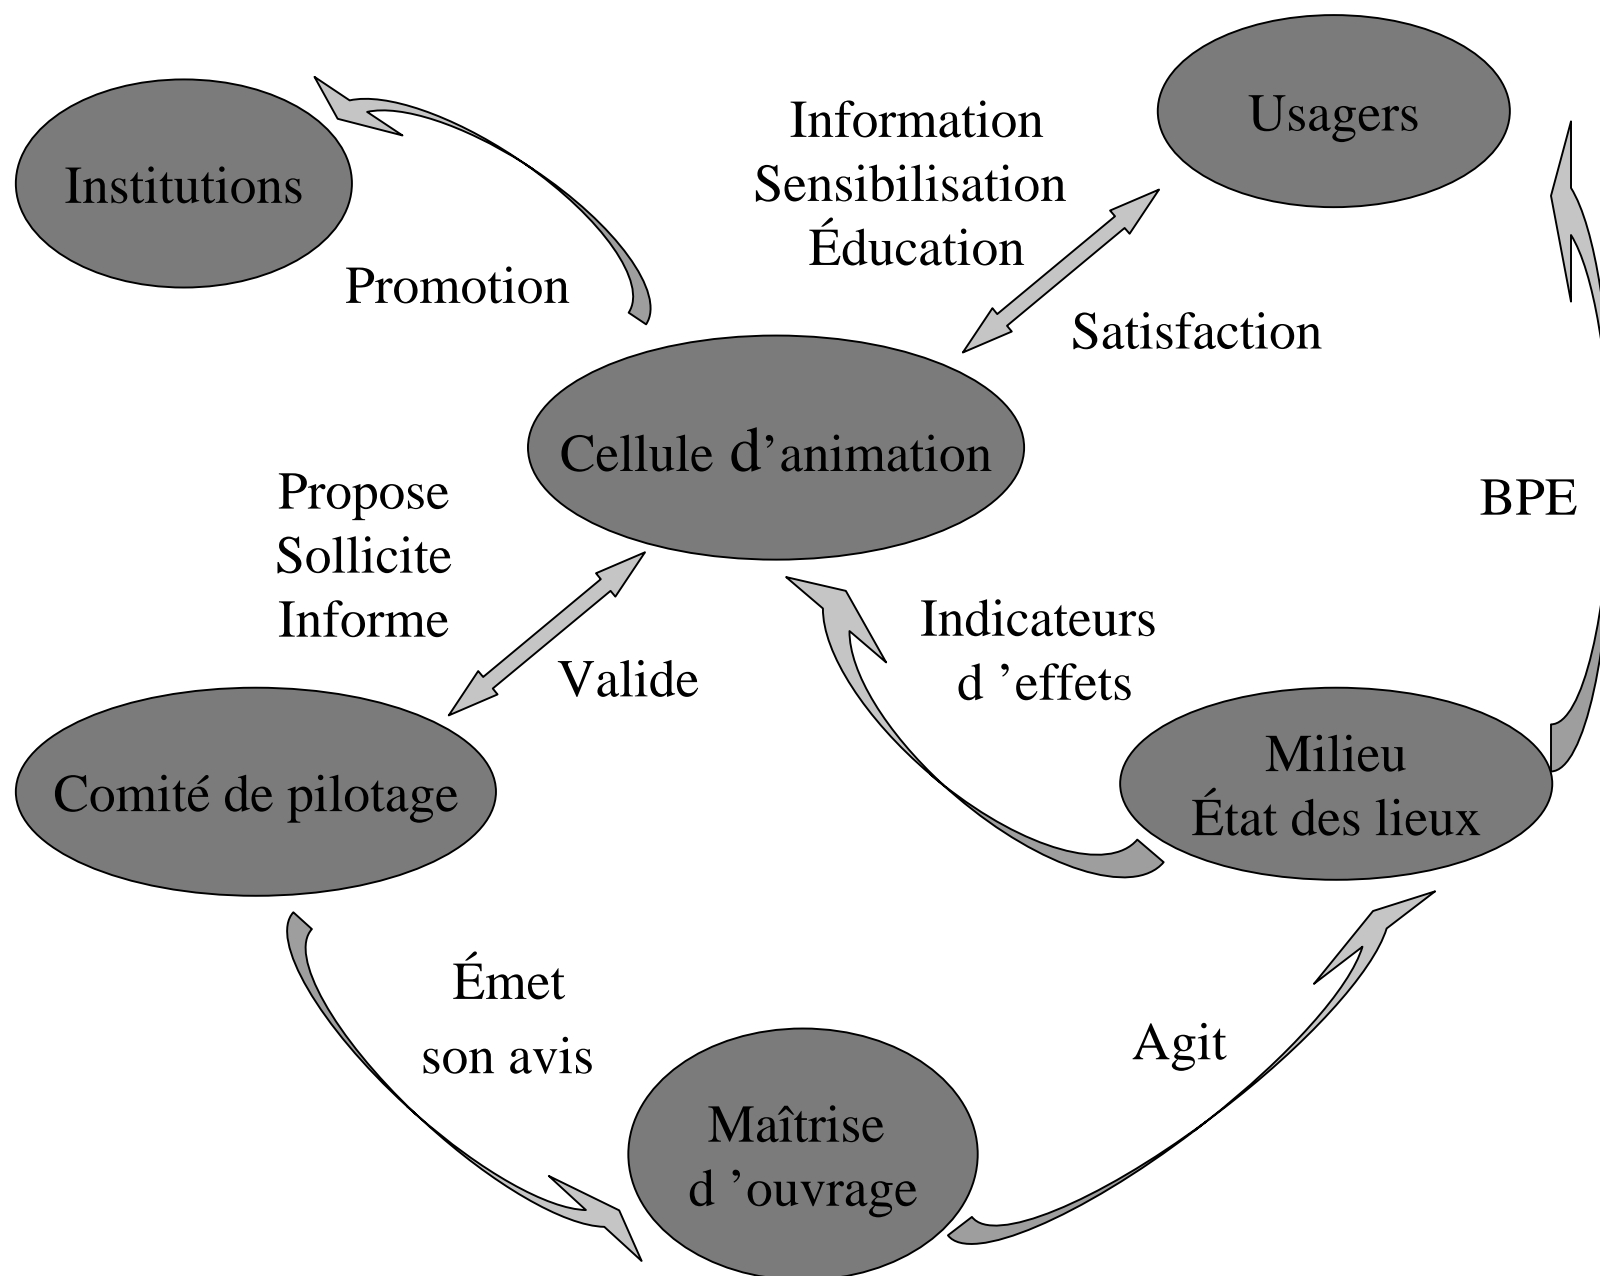 Usagers
Information
Sensibilisation
Éducation
Institutions
Promotion
Satisfaction
Cellule d’animation
Propose
Sollicite
Informe
BPE
Indicateurs
d ’effets
Valide
Milieu
État des lieux
Comité de pilotage
Émet
son avis
Agit
Maîtrise
d ’ouvrage